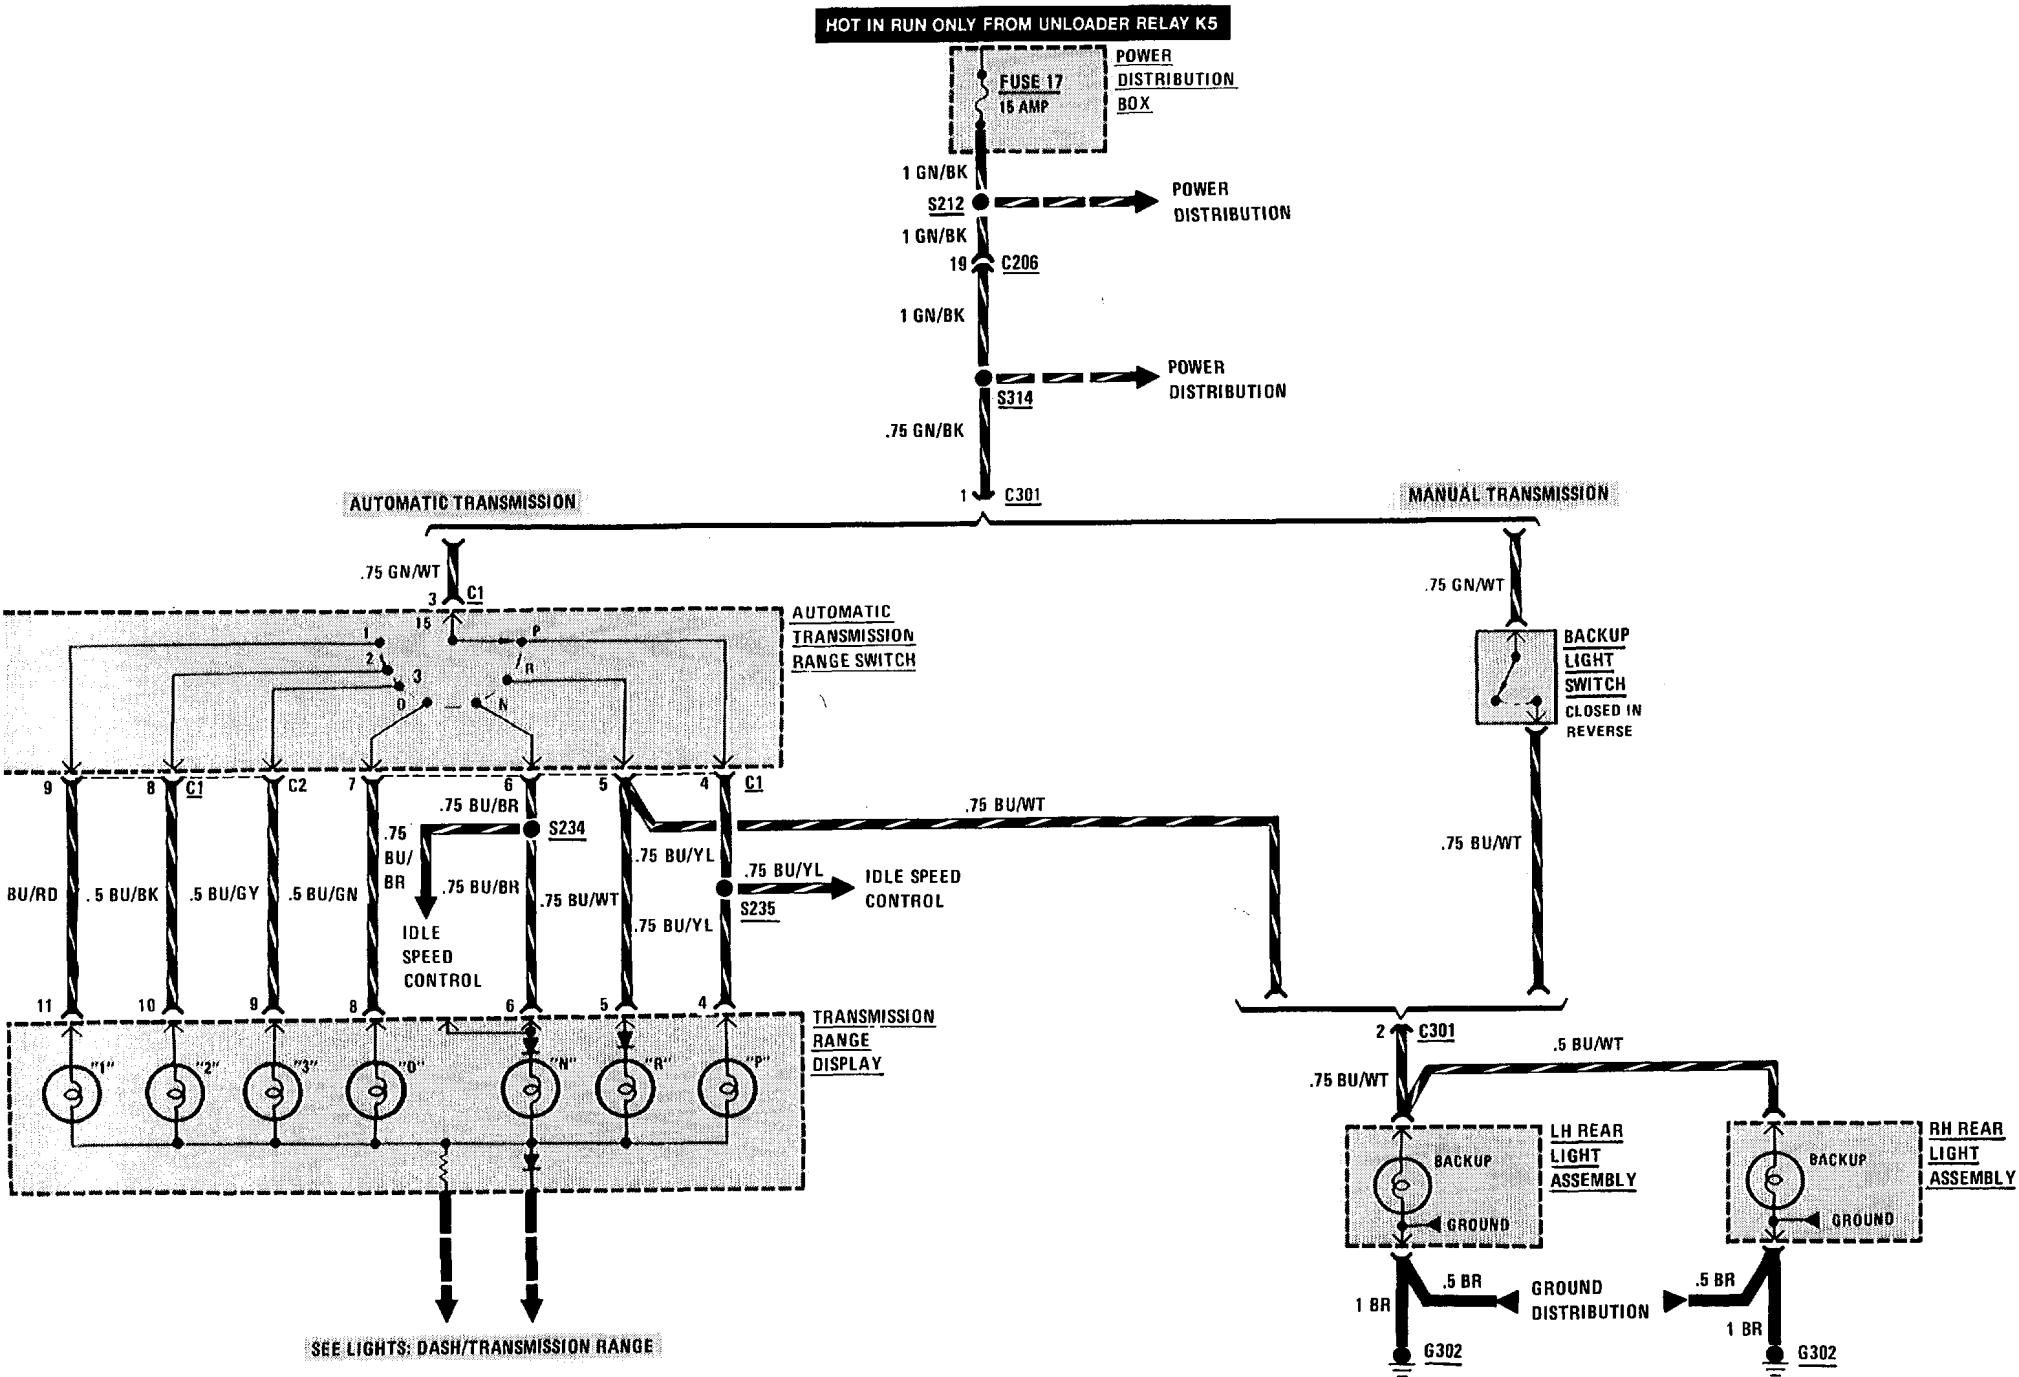 HOT IN RUN ONLY FROM UNLOADER RELAY K5
POWER
DISTRIBUTION
BOX
FUSE 17
15 AMP
1 GN/BK
S212
POWER
DISTRIBUTION
1 GN/BK
19
C206
1 GN/BK
POWER
DISTRIBUTION
S314
.75 GN/BK
1
C301
AUTOMATIC TRANSMISSION
MANUAL TRANSMISSION
.75 GN/WT
3
C1
.75 GN/WT
AUTOMATIC
TRANSMISSION
RANGE SWITCH
15
1
2
3
D
N
R
P
BACKUP
LIGHT
SWITCH
CLOSED IN
REVERSE
9
8
C1
C2
7
6
5
4
C1
.75 BU/BR
S234
.75 BU/WT
.75
BU/
BR
.75 BU/YL
.75 BU/YL
IDLE SPEED
CONTROL
S235
.75 BU/WT
BU/RD
.5 BU/BK
.5 BU/GY
.5 BU/GN
.75 BU/BR
.75 BU/WT
.75 BU/YL
IDLE
SPEED
CONTROL
11
10
9
8
6
5
4
TRANSMISSION
RANGE
DISPLAY
"1"
"2"
"3"
"D"
"N"
"R"
"P"
2
C301
.75 BU/WT
.5 BU/WT
LH REAR
LIGHT
ASSEMBLY
BACKUP
GROUND
RH REAR
LIGHT
ASSEMBLY
BACKUP
GROUND
1 BR
.5 BR
GROUND
DISTRIBUTION
.5 BR
1 BR
G302
G302
SEE LIGHTS: DASH/TRANSMISSION RANGE